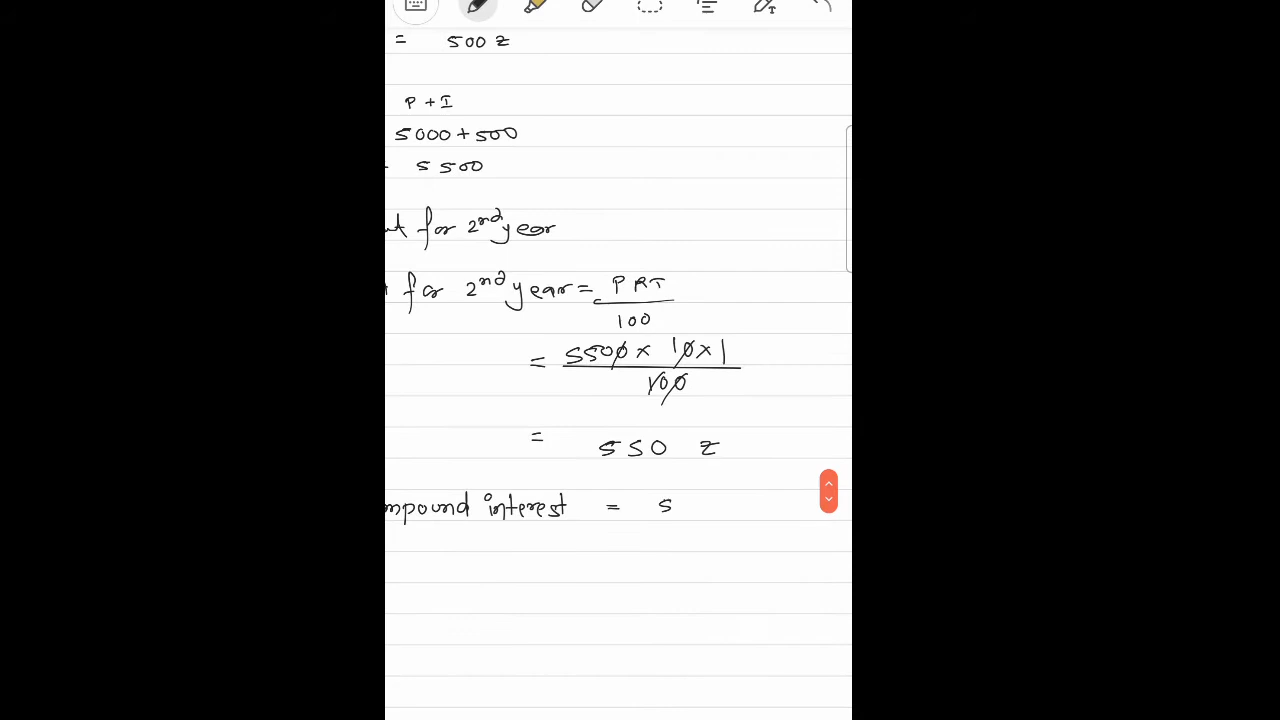 = 500 z
P + I
5000 + 500
5500
for 2nd year
for 2nd year = PRT
100
= 5500 x 10 x 1
100
= 550 z
mpound interest = 5